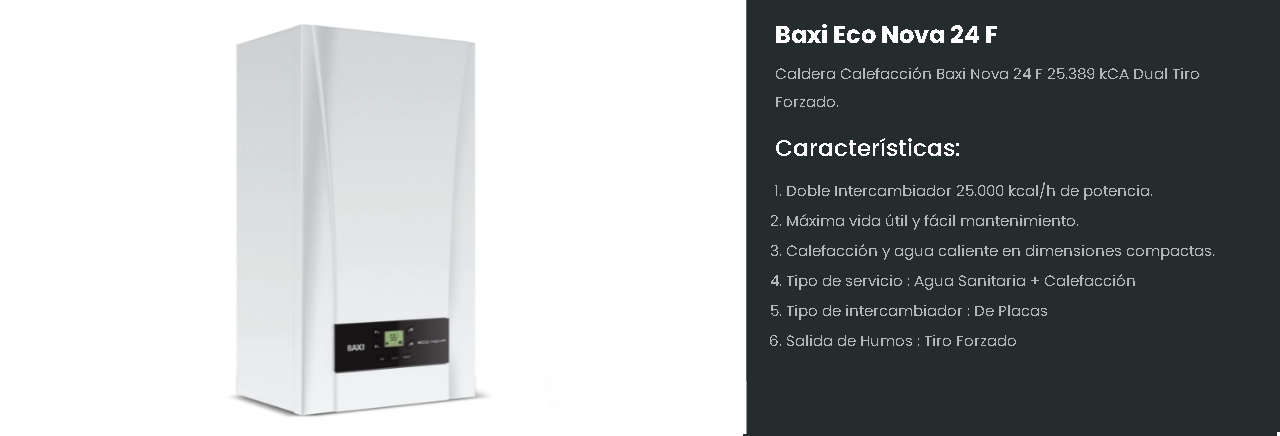 Baxi Eco Nova 24 F
Caldera Calefacción Baxi Nova 24 F 25.389 kCA Dual Tiro
Forzado.
Características:
1. Doble Intercambiador 25.000 kcal/h de potencia.
2. Máxima vida útil y fácil mantenimiento.
3. Calefacción y agua caliente en dimensiones compactas.
4. Tipo de servicio : Agua Sanitaria + Calefacción
5. Tipo de intercambiador : De Placas
6. Salida de Humos : Tiro Forzado
BAXI
ECO NOVA